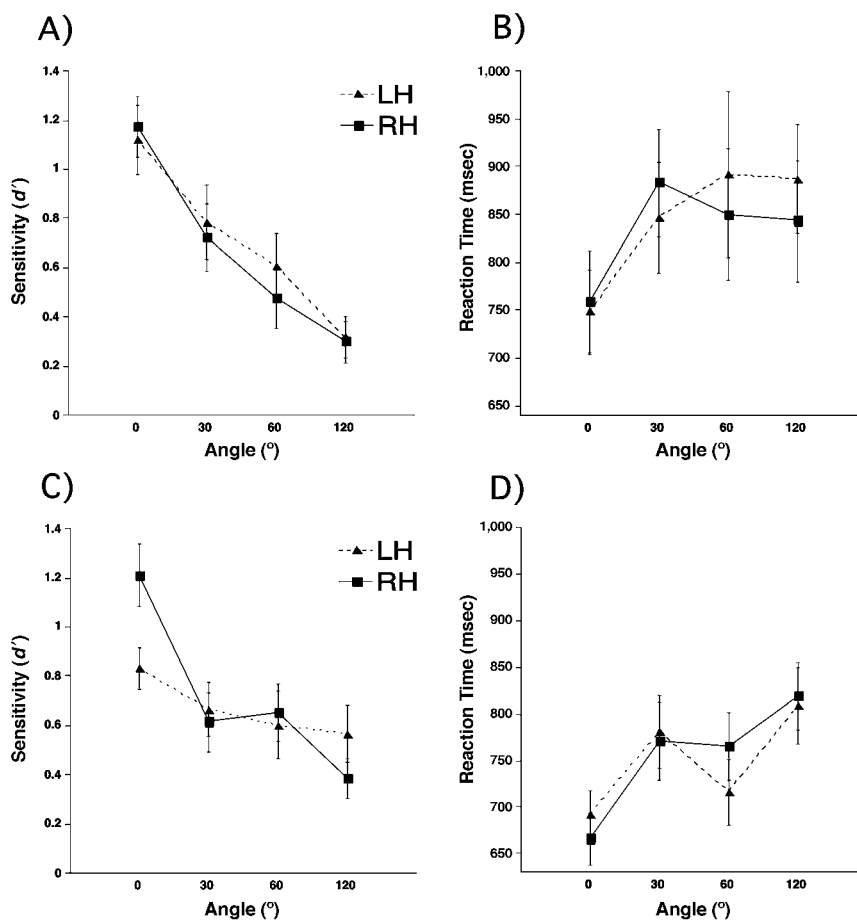 A)
1.4
1.2
1
0.8
0.6
0.4
0.2
0
Sensitivity (d′)
0 30 60 120
Angle (°)
LH
RH
B)
1,000
950
900
850
800
750
700
650
Reaction Time (msec)
0 30 60 120
Angle (°)
C)
1.4
1.2
1
0.8
0.6
0.4
0.2
0
Sensitivity (d′)
0 30 60 120
Angle (°)
LH
RH
D)
1,000
950
900
850
800
750
700
650
Reaction Time (msec)
0 30 60 120
Angle (°)